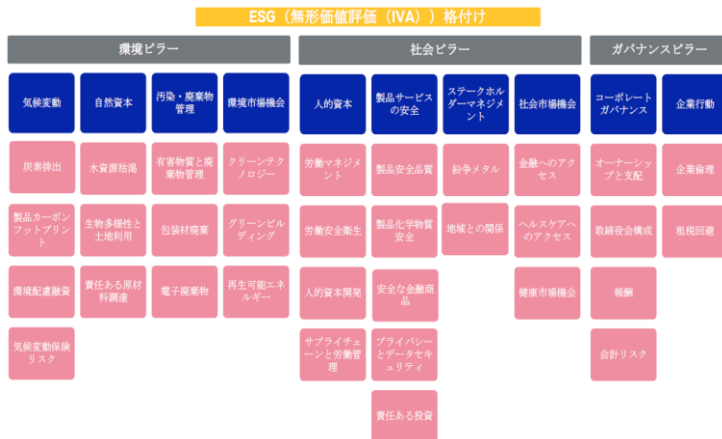 ESG（無形価値評価（IVA））格付け
環境ピラー
社会ピラー
ガバナンスピラー
気候変動
自然資本
汚染・廃棄物
管理
環境市場機会
人的資本
製品サービス
の安全
ステークホル
ダーマネジメ
ント
社会市場機会
コーポレート
ガバナンス
企業行動
炭素排出
水資源枯渇
有害物質と廃
棄物管理
クリーンテク
ノロジー
労働マネジメ
ント
製品安全品質
紛争メタル
金融へのアク
セス
オーナーシッ
プと支配
企業倫理
製品カーボン
フットプリン
ト
生物多様性と
土地利用
包装材廃棄
グリーンビル
ディング
労働安全衛生
製品化学物質
安全
地域との関係
ヘルスケアへ
のアクセス
取締役会構成
租税回避
環境配慮融資
責任ある原材
料調達
電子廃棄物
再生可能エネ
ルギー
人的資本開発
安全な金融商
品
健康市場機会
報酬
気候変動保険
リスク
サプライチェ
ーンと労働管
理
プライバシー
とデータセキ
ュリティ
会計リスク
責任ある投資